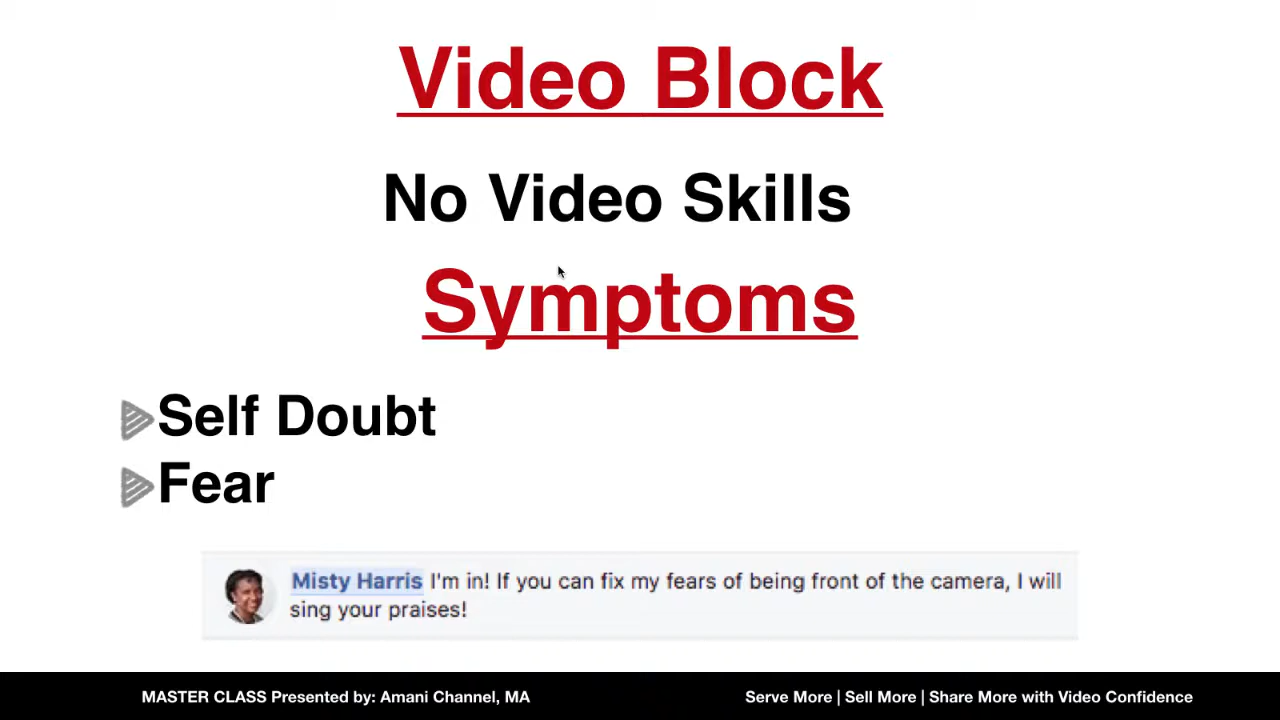 Video Block
No Video Skills
Symptoms
Self Doubt
Fear
Misty Harris I'm in! If you can fix my fears of being front of the camera, I will
sing your praises!
MASTER CLASS Presented by: Amani Channel, MA
Serve More | Sell More | Share More with Video Confidence